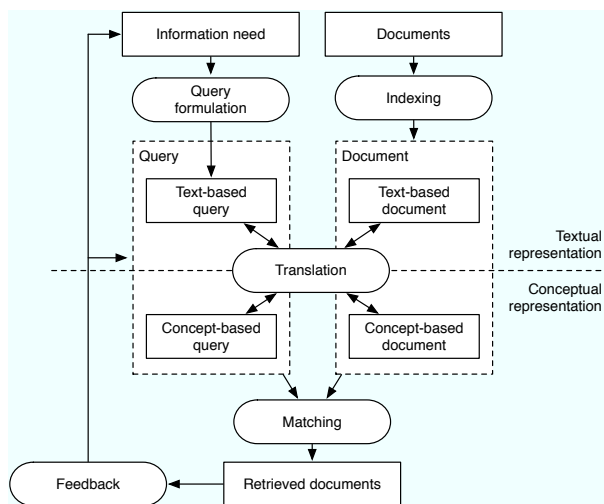 Information need
Documents
Query
formulation
Indexing
Query
Document
Text-based
query
Text-based
document
Textual
representation
Translation
Conceptual
representation
Concept-based
query
Concept-based
document
Matching
Feedback
Retrieved documents